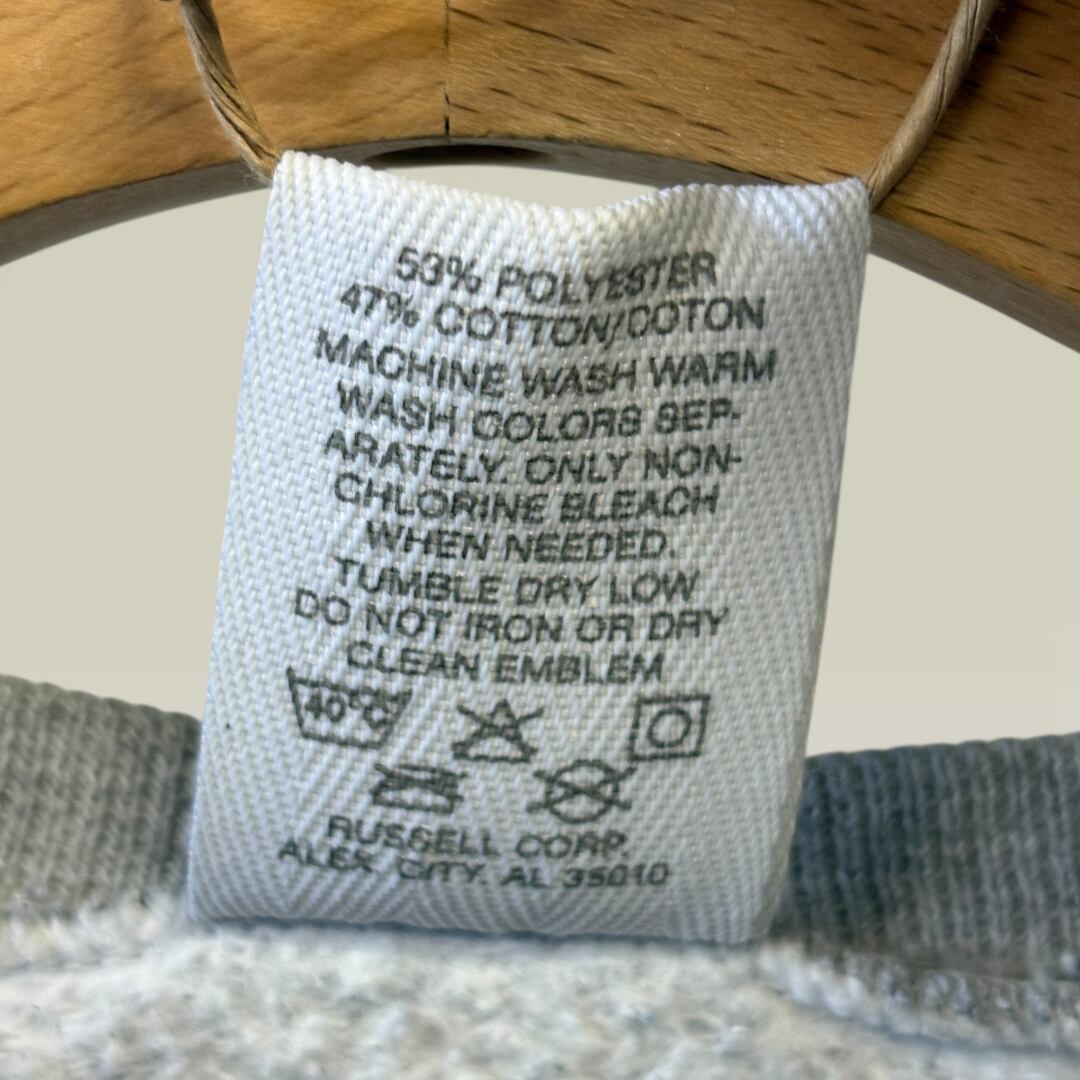 53% POLYESTER
47% COTTON/COTON
MACHINE WASH WARM
WASH COLORS SEP-
ARATELY. ONLY NON-
CHLORINE BLEACH
WHEN NEEDED.
TUMBLE DRY LOW
DO NOT IRON OR DRY
CLEAN EMBLEM
40°C
RUSSELL CORP.
ALEX CITY. AL 35010